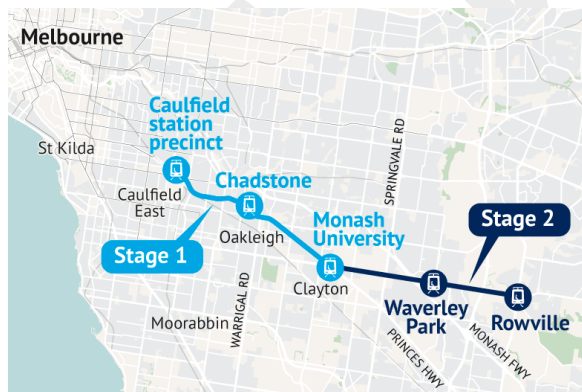 Melbourne
Caulfield
station
precinct
St Kilda
SPRINGVALE RD
Chadstone
Caulfield
East
Monash
University
Stage 2
Oakleigh
Stage 1
Clayton
Waverley
Park
Rowville
WARRIGAL RD
Moorabbin
PRINCES HWY
MONASH FWY